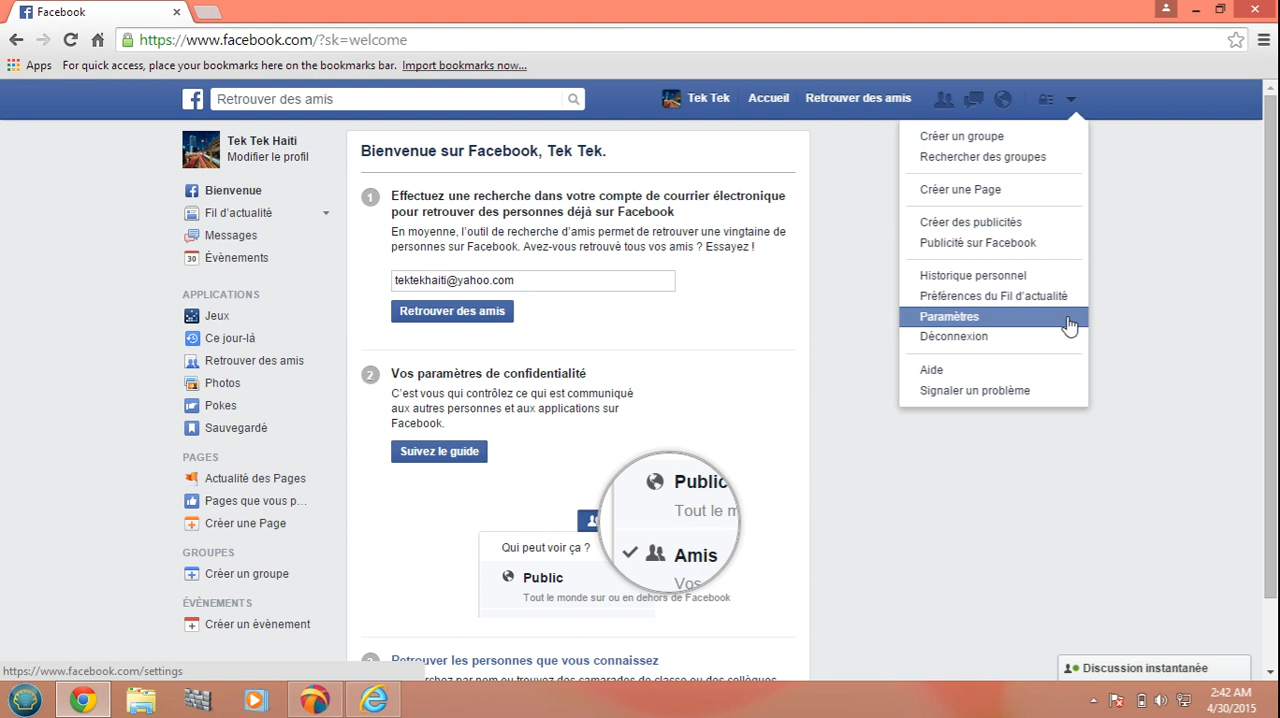 Facebook
https://www.facebook.com/?sk=welcome
Apps For quick access, place your bookmarks here on the bookmarks bar. Import bookmarks now...
Retrouver des amis
Tek Tek Accueil Retrouver des amis
Tek Tek Haiti
Modifier le profil
Bienvenue
Fil d'actualité
Messages
30 Évènements
APPLICATIONS
Jeux
Ce jour-là
Retrouver des amis
Photos
Pokes
Sauvegardé
PAGES
Actualité des Pages
Pages que vous p...
Créer une Page
GROUPES
Créer un groupe
ÉVÈNEMENTS
Créer un évènement
Bienvenue sur Facebook, Tek Tek.
1 Effectuez une recherche dans votre compte de courrier électronique
pour retrouver des personnes déjà sur Facebook
En moyenne, l'outil de recherche d'amis permet de retrouver une vingtaine de
personnes sur Facebook. Avez-vous retrouvé tous vos amis ? Essayez !
tektekhaiti@yahoo.com
Retrouver des amis
2 Vos paramètres de confidentialité
C'est vous qui contrôlez ce qui est communiqué
aux autres personnes et aux applications sur
Facebook.
Suivez le guide
Qui peut voir ça ?
Public
Tout le monde sur ou en dehors de Facebook
Public
Tout le m
Amis
Vos
Retrouver les personnes que vous connaissez
Créer un groupe
Rechercher des groupes
Créer une Page
Créer des publicités
Publicité sur Facebook
Historique personnel
Préférences du Fil d'actualité
Paramètres
Déconnexion
Aide
Signaler un problème
Discussion instantanée
https://www.facebook.com/settings
2:42 AM
4/30/2015